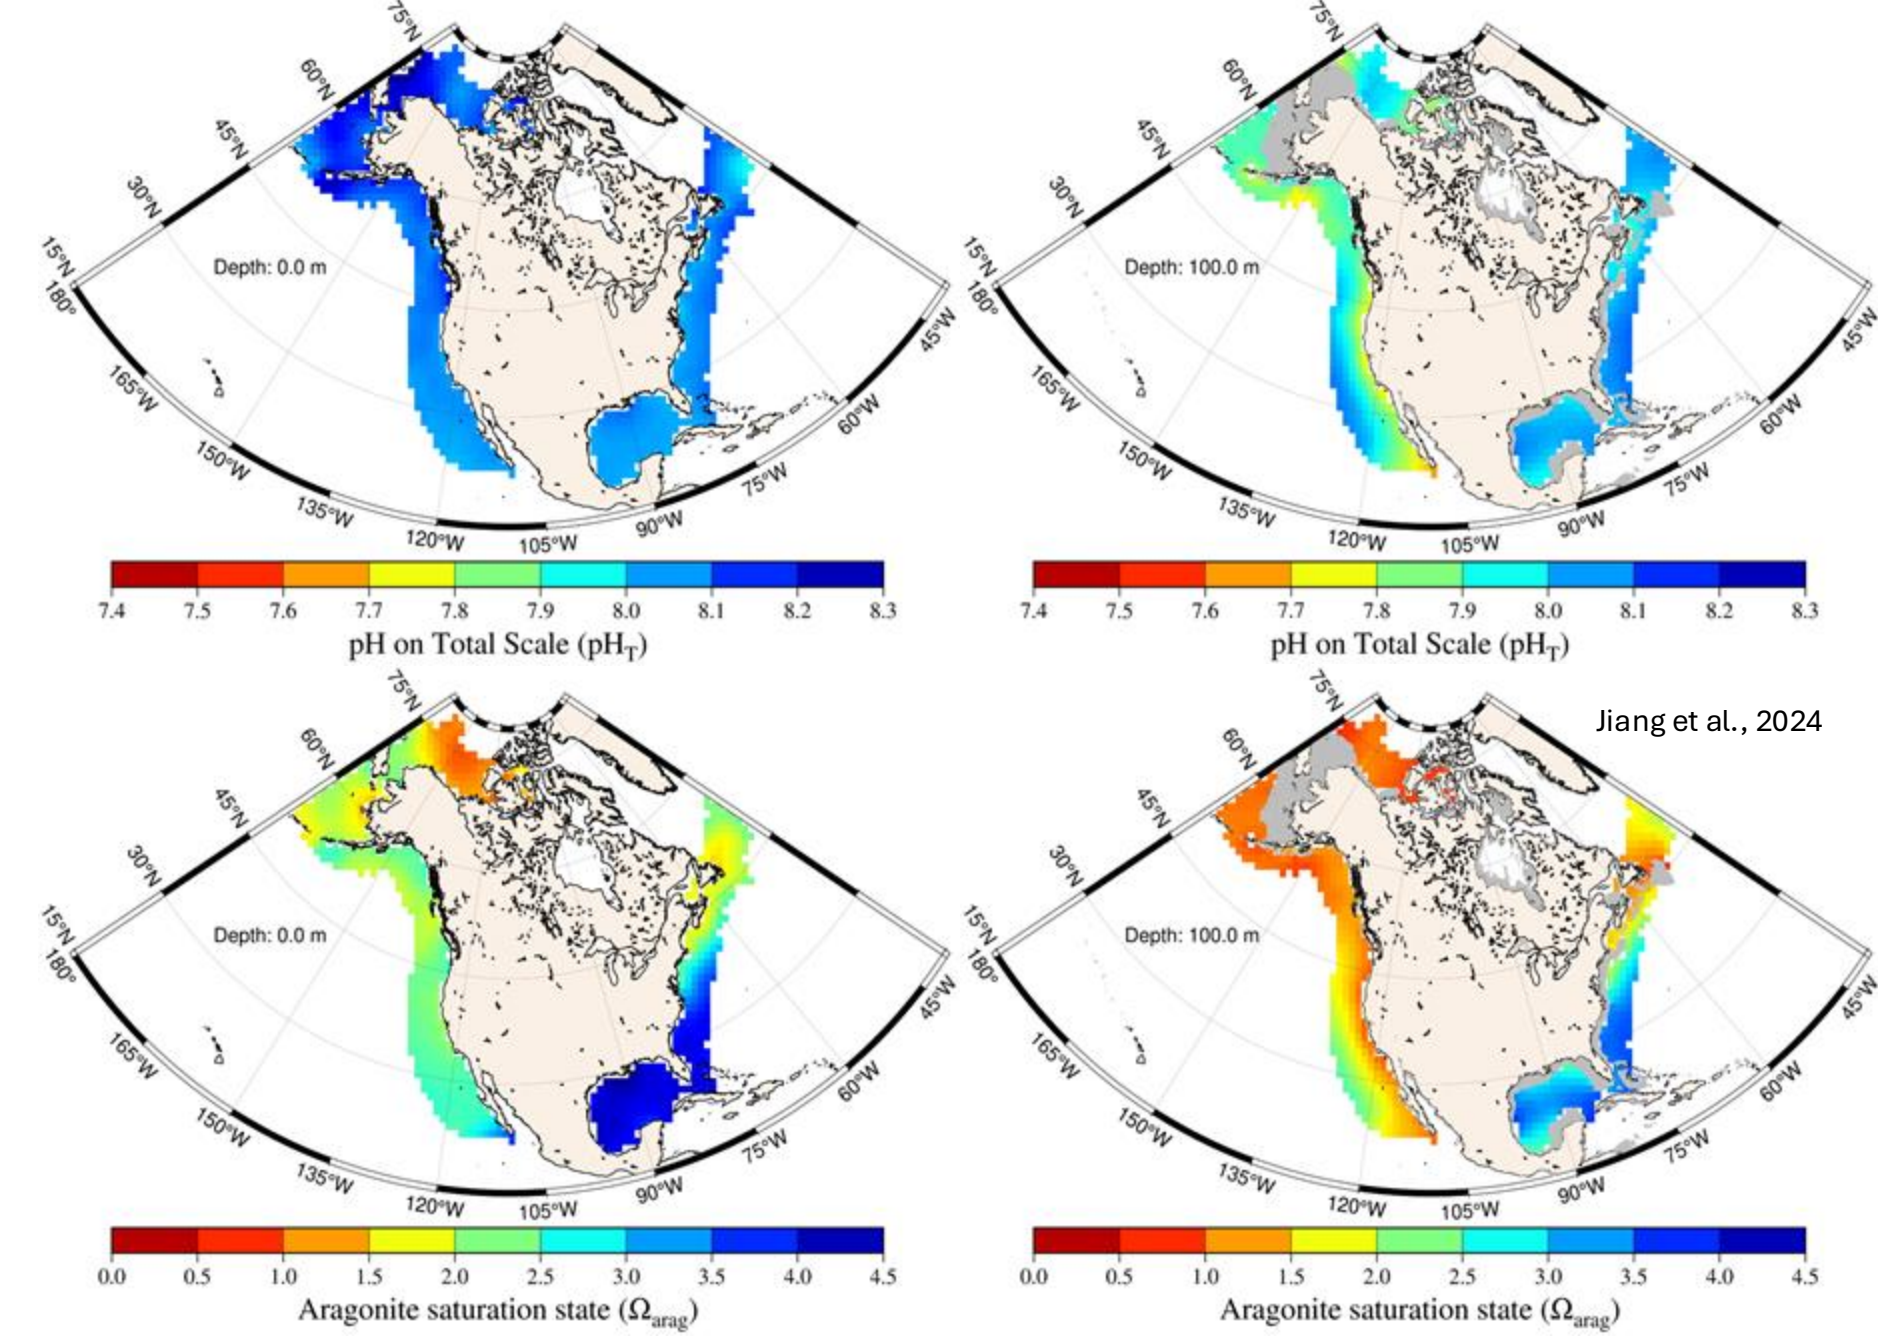 75°N
60°N
45°N
30°N
15°N
180°
165°W
150°W
135°W
120°W
105°W
90°W
75°W
60°W
45°W
Depth: 0.0 m
7.4 7.5 7.6 7.7 7.8 7.9 8.0 8.1 8.2 8.3
pH on Total Scale (pHT)
75°N
60°N
45°N
30°N
15°N
180°
165°W
150°W
135°W
120°W
105°W
90°W
75°W
60°W
45°W
Depth: 100.0 m
7.4 7.5 7.6 7.7 7.8 7.9 8.0 8.1 8.2 8.3
pH on Total Scale (pHT)
75°N
60°N
45°N
30°N
15°N
180°
165°W
150°W
135°W
120°W
105°W
90°W
75°W
60°W
45°W
Depth: 0.0 m
0.0 0.5 1.0 1.5 2.0 2.5 3.0 3.5 4.0 4.5
Aragonite saturation state (Ωarag)
Jiang et al., 2024
75°N
60°N
45°N
30°N
15°N
180°
165°W
150°W
135°W
120°W
105°W
90°W
75°W
60°W
45°W
Depth: 100.0 m
0.0 0.5 1.0 1.5 2.0 2.5 3.0 3.5 4.0 4.5
Aragonite saturation state (Ωarag)